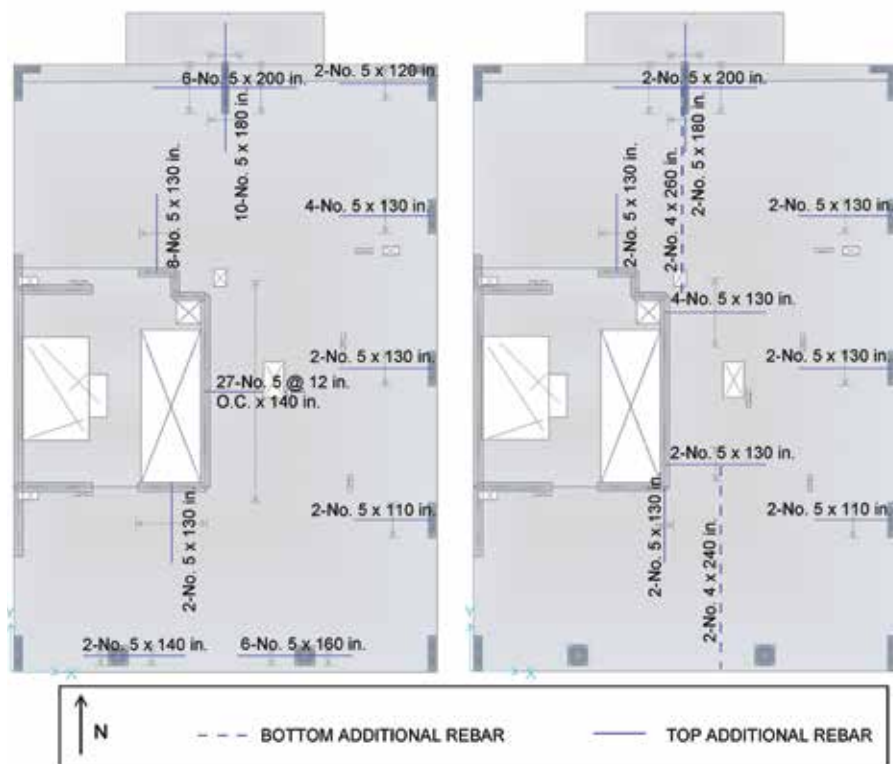 6-No. 5 x 200 in.
2-No. 5 x 120 in.
10-No. 5 x 180 in.
8-No. 5 x 130 in.
4-No. 5 x 130 in.
2-No. 5 x 130 in.
27-No. 5 @ 12 in.
O.C. x 140 in.
2-No. 5 x 110 in.
2-No. 5 x 130 in.
2-No. 5 x 140 in.
6-No. 5 x 160 in.
X
2-No. 5 x 200 in.
2-No. 5 x 180 in.
2-No. 4 x 260 in.
2-No. 5 x 130 in.
2-No. 5 x 130 in.
4-No. 5 x 130 in.
2-No. 5 x 130 in.
2-No. 5 x 130 in.
2-No. 5 x 110 in.
2-No. 5 x 130 in.
2-No. 4 x 240 in.
X
N
BOTTOM ADDITIONAL REBAR
TOP ADDITIONAL REBAR